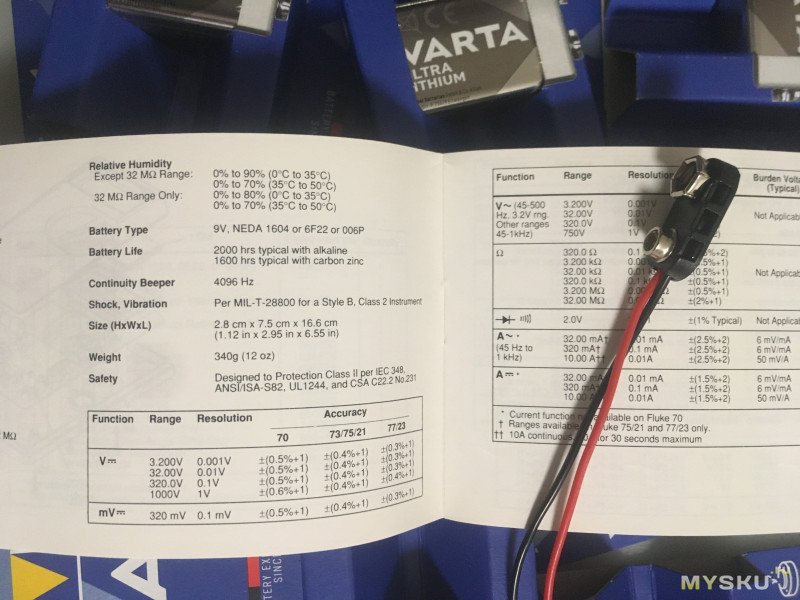 VARTA
ULTRA
LITHIUM
Relative Humidity
Except 32 MΩ Range: 0% to 90% (0°C to 35°C)
0% to 70% (35°C to 50°C)
32 MΩ Range Only: 0% to 80% (0°C to 35°C)
0% to 70% (35°C to 50°C)
Battery Type 9V, NEDA 1604 or 6F22 or 006P
Battery Life 2000 hrs typical with alkaline
1600 hrs typical with carbon zinc
Continuity Beeper 4096 Hz
Shock, Vibration Per MIL-T-28800 for a Style B, Class 2 Instrument
Size (HxWxL) 2.8 cm x 7.5 cm x 16.6 cm
(1.12 in x 2.95 in x 6.55 in)
Weight 340g (12 oz)
Safety Designed to Protection Class II per IEC 348,
ANSI/ISA-S82, UL1244, and CSA C22.2 No.231
Function Range Resolution Accuracy
70 73/75/21 77/23
V⎓ 3.200V 0.001V ±(0.5%+1) ±(0.4%+1) ±(0.3%+1)
32.00V 0.01V ±(0.5%+1) ±(0.4%+1) ±(0.3%+1)
320.0V 0.1V ±(0.5%+1) ±(0.4%+1) ±(0.3%+1)
1000V 1V ±(0.6%+1) ±(0.4%+1) ±(0.4%+1)
mV⎓ 320 mV 0.1 mV ±(0.5%+1) ±(0.4%+1) ±(0.3%+1)
MΩ
Function Range Burden Volta
(Typical)
V~ (45-500 3.200V 0.001V
Hz, 3.2V rng. 32.00V 0.01V Not Applicab
Other ranges 320.0V
45-1kHz) 750V 1V
Ω 320.0 Ω 0.1
3.200 kΩ
32.00 kΩ ±(0.5%+1) Not Applicab
320.0 kΩ ±(0.5%+1)
3.200 MΩ ±(0.5%+1)
32.00 MΩ ±(2%+1)
2.0V ±(1% Typical) Not Applicab
A~· 32.00 mA† 0.01 mA ±(2.5%+2) 6 mV/mA
(45 Hz to 320 mA† 0.1 mA ±(2.5%+2) 6 mV/mA
1 kHz) 10.00 A†† 0.01A ±(2.5%+2) 50 mV/A
A⎓· 32.00 0.01 mA ±(1.5%+2) 6 mV/mA
320 0.1 mA ±(1.5%+2) 6 mV/mA
10.00 0.01A ±(1.5%+2) 50 mV/A
* Current function not available on Fluke 70
† Ranges available Fluke 75/21 and 77/23 only.
†† 10A continuous, for 30 seconds maximum
MYSKU